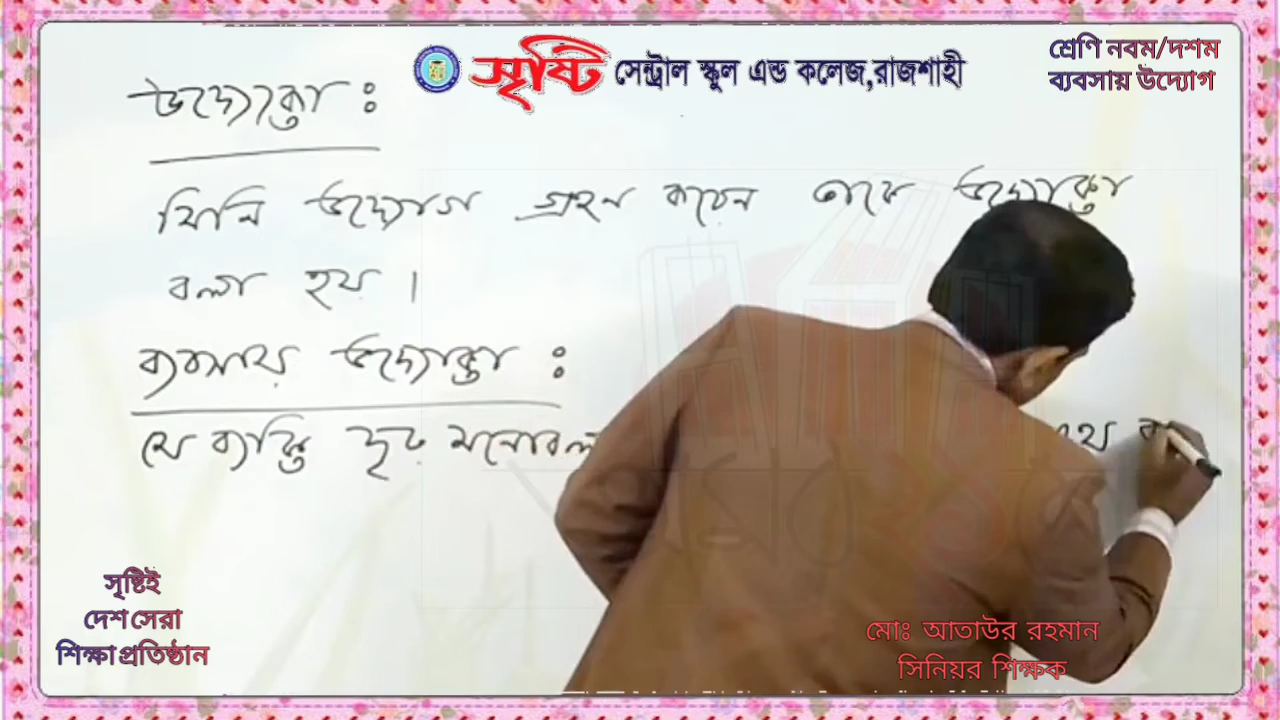 সৃষ্টি সেন্ট্রাল স্কুল এন্ড কলেজ,রাজশাহী
শ্রেণি নবম/দশম
ব্যবসায় উদ্যোগ
উদ্যোক্তা :
যিনি উদ্যোগ গ্রহণ করেন তাকে উদ্যোক্তা
বলা হয় ।
ব্যবসায় উদ্যোক্তা :
যে ব্যক্তি দৃঢ় মনোবল
সৃষ্টিই
দেশ সেরা
শিক্ষা প্রতিষ্ঠান
মোঃ আতাউর রহমান
সিনিয়র শিক্ষক